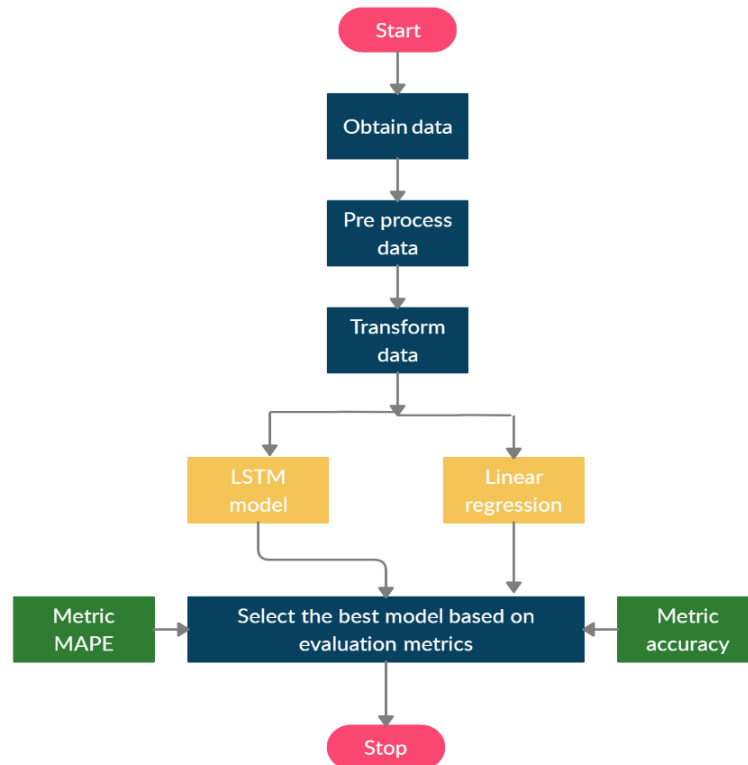 Start
Obtain data
Pre process
data
Transform
data
LSTM
model
Linear
regression
Metric
MAPE
Select the best model based on
evaluation metrics
Metric
accuracy
Stop